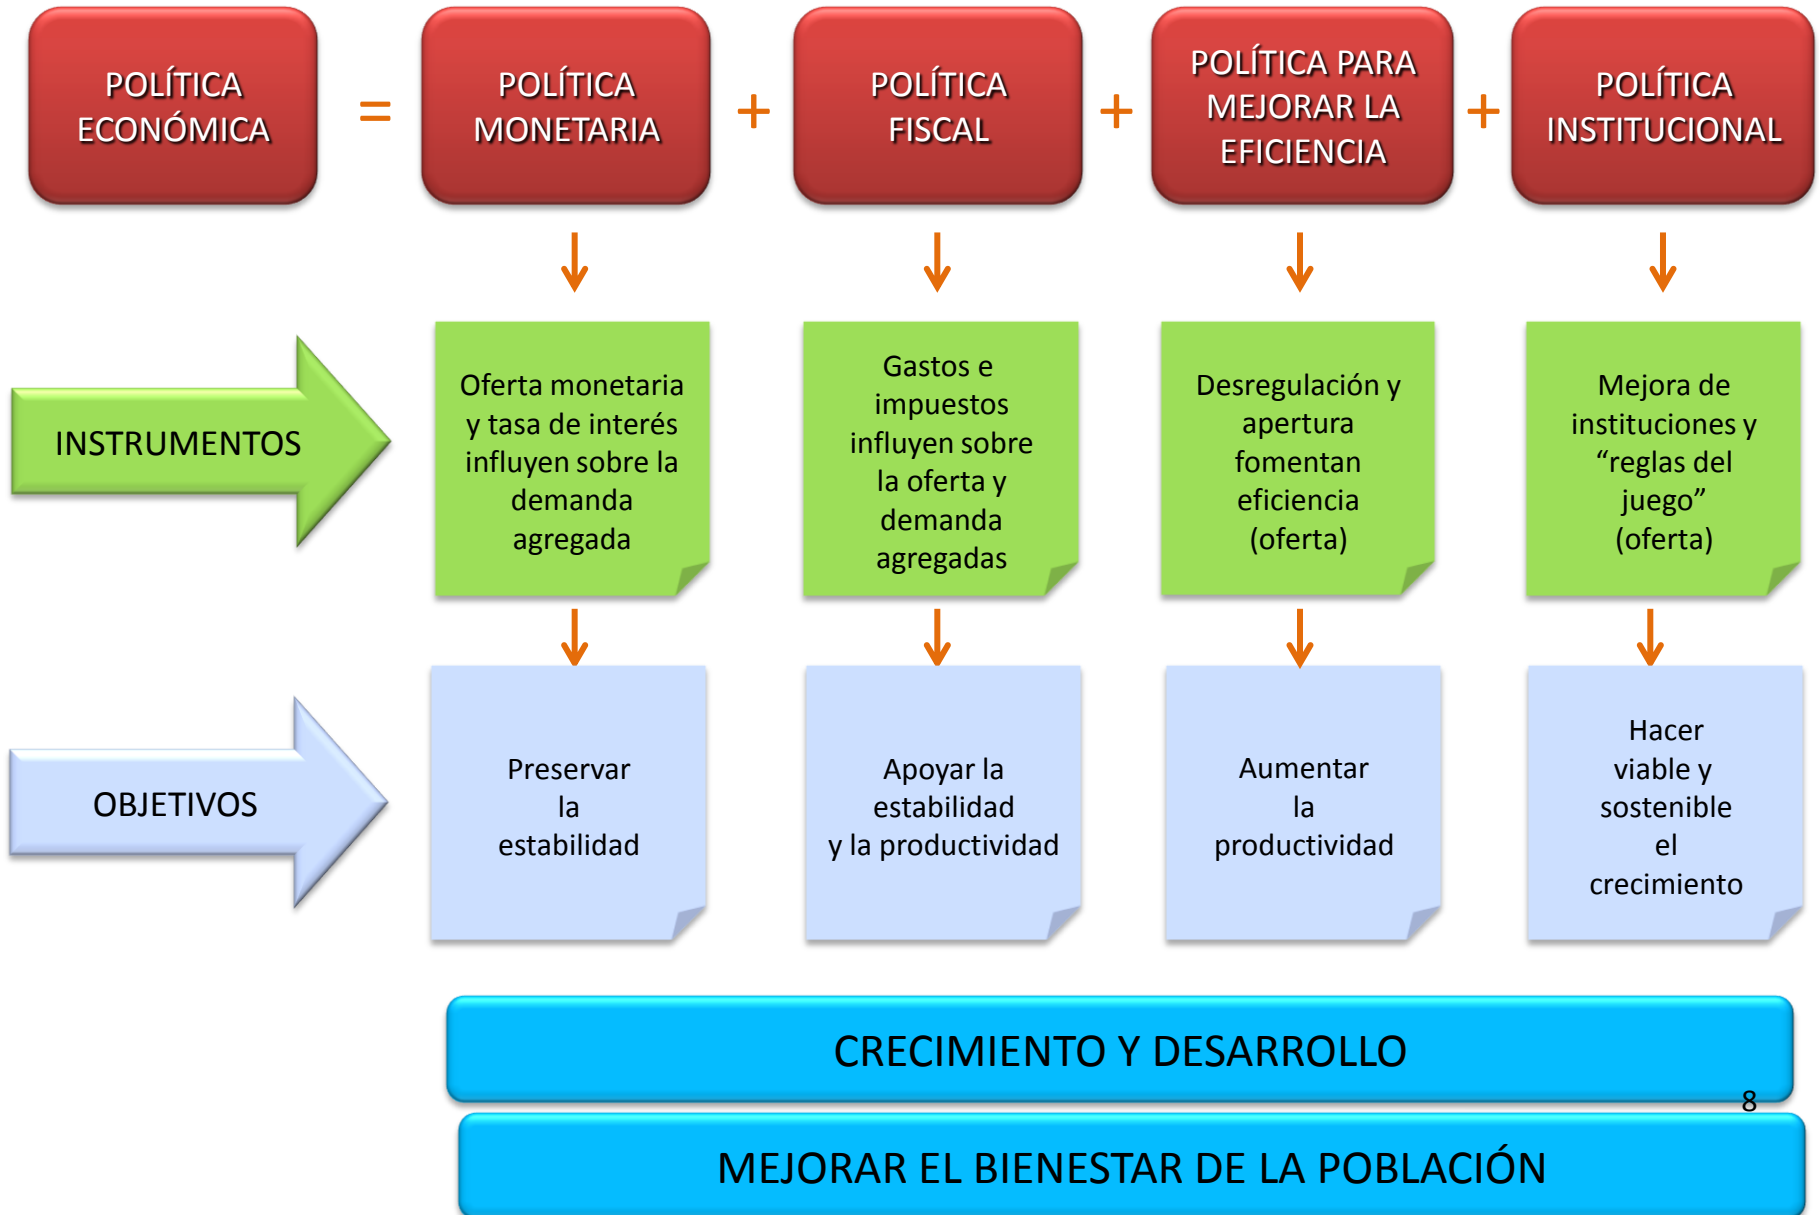 POLÍTICA
ECONÓMICA
=
POLÍTICA
MONETARIA
+
POLÍTICA
FISCAL
+
POLÍTICA PARA
MEJORAR LA
EFICIENCIA
+
POLÍTICA
INSTITUCIONAL
INSTRUMENTOS
Oferta monetaria
y tasa de interés
influyen sobre la
demanda
agregada
Gastos e
impuestos
influyen sobre
la oferta y
demanda
agregadas
Desregulación y
apertura
fomentan
eficiencia
(oferta)
Mejora de
instituciones y
“reglas del
juego”
(oferta)
OBJETIVOS
Preservar
la
estabilidad
Apoyar la
estabilidad
y la productividad
Aumentar
la
productividad
Hacer
viable y
sostenible
el
crecimiento
CRECIMIENTO Y DESARROLLO
8
MEJORAR EL BIENESTAR DE LA POBLACIÓN